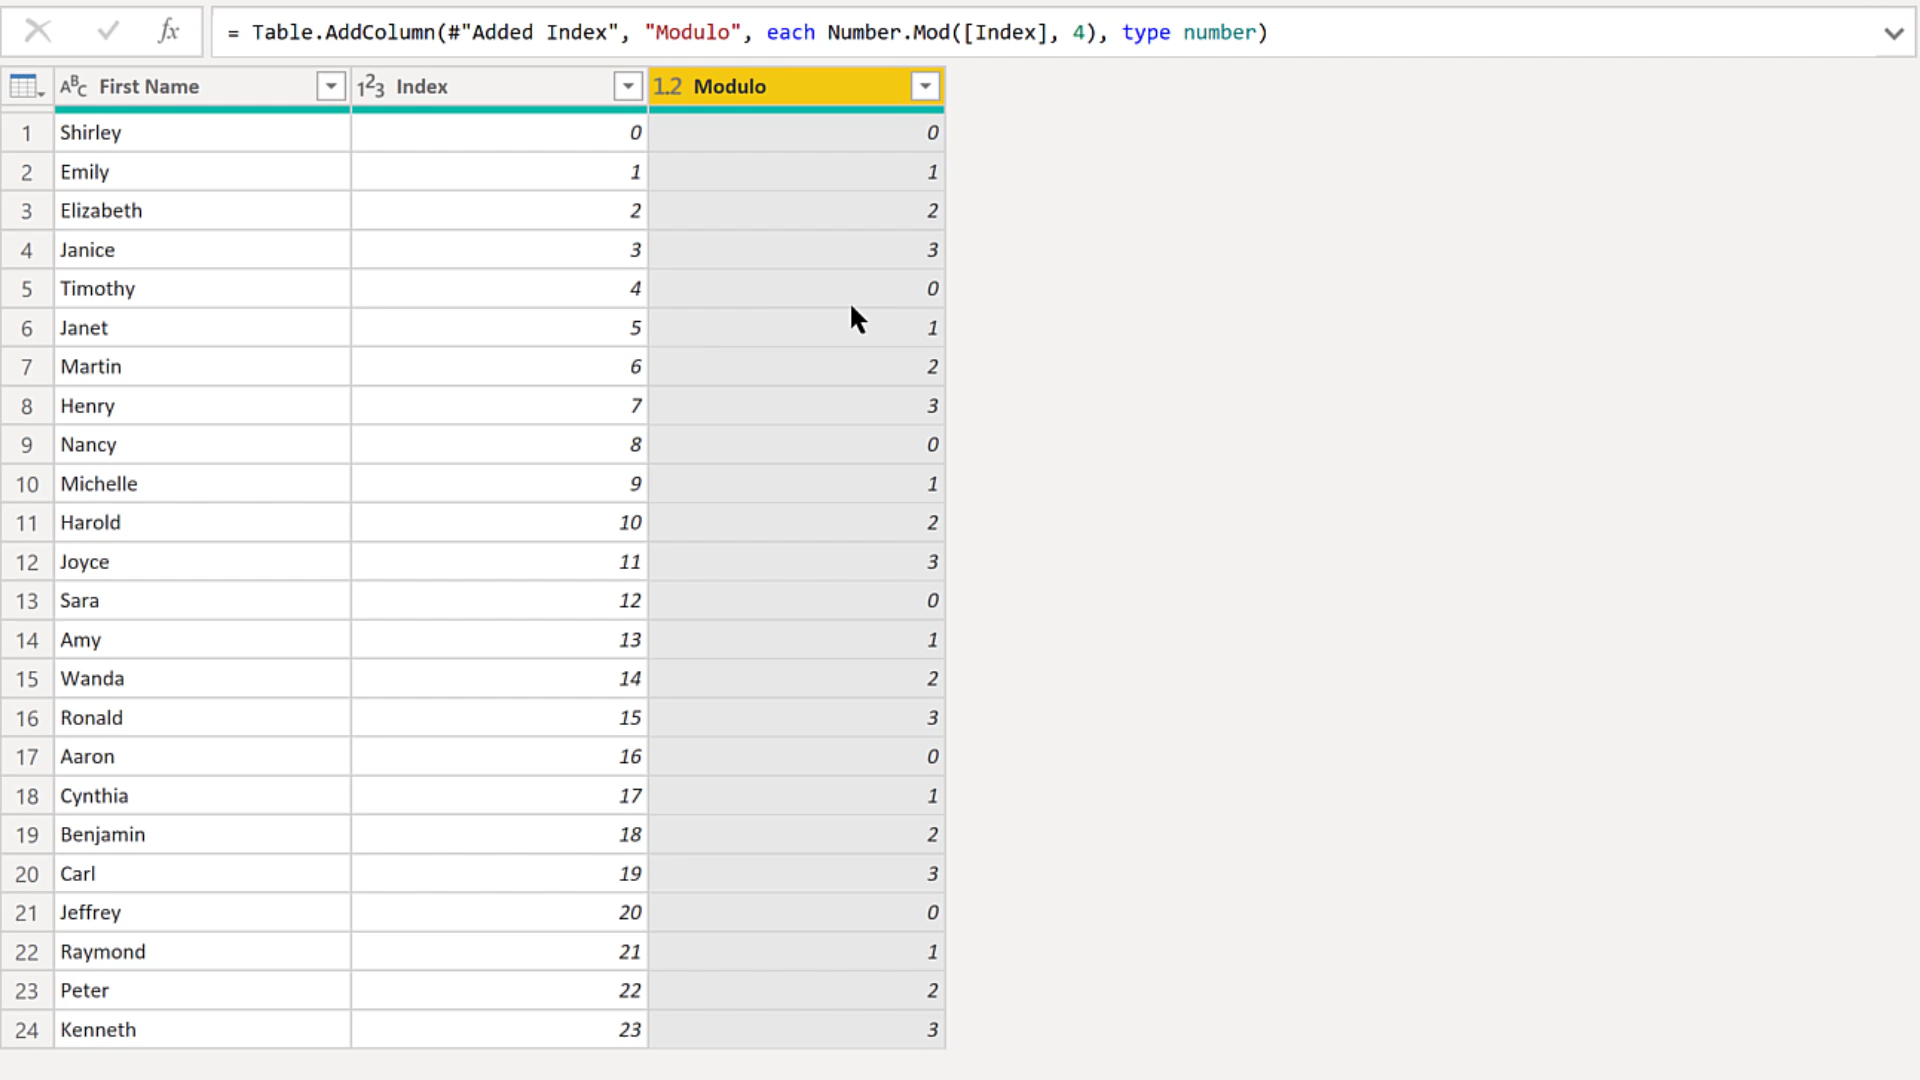 fx = Table.AddColumn(#"Added Index", "Modulo", each Number.Mod([Index], 4), type number)
ABC First Name 123 Index 1.2 Modulo
1 Shirley 0 0
2 Emily 1 1
3 Elizabeth 2 2
4 Janice 3 3
5 Timothy 4 0
6 Janet 5 1
7 Martin 6 2
8 Henry 7 3
9 Nancy 8 0
10 Michelle 9 1
11 Harold 10 2
12 Joyce 11 3
13 Sara 12 0
14 Amy 13 1
15 Wanda 14 2
16 Ronald 15 3
17 Aaron 16 0
18 Cynthia 17 1
19 Benjamin 18 2
20 Carl 19 3
21 Jeffrey 20 0
22 Raymond 21 1
23 Peter 22 2
24 Kenneth 23 3